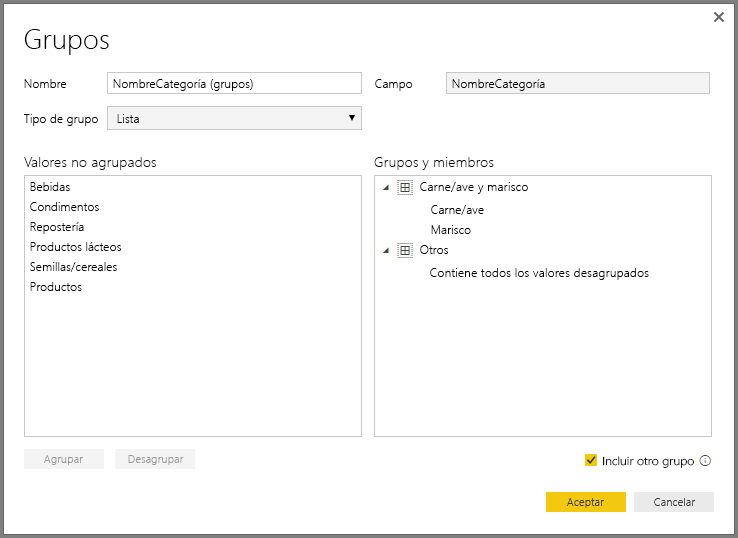 Grupos
Nombre NombreCategoría (grupos) Campo NombreCategoría
Tipo de grupo Lista
Valores no agrupados
Bebidas
Condimentos
Repostería
Productos lácteos
Semillas/cereales
Productos
Grupos y miembros
Carne/ave y marisco
Carne/ave
Marisco
Otros
Contiene todos los valores desagrupados
Agrupar Desagrupar
Incluir otro grupo
Aceptar Cancelar